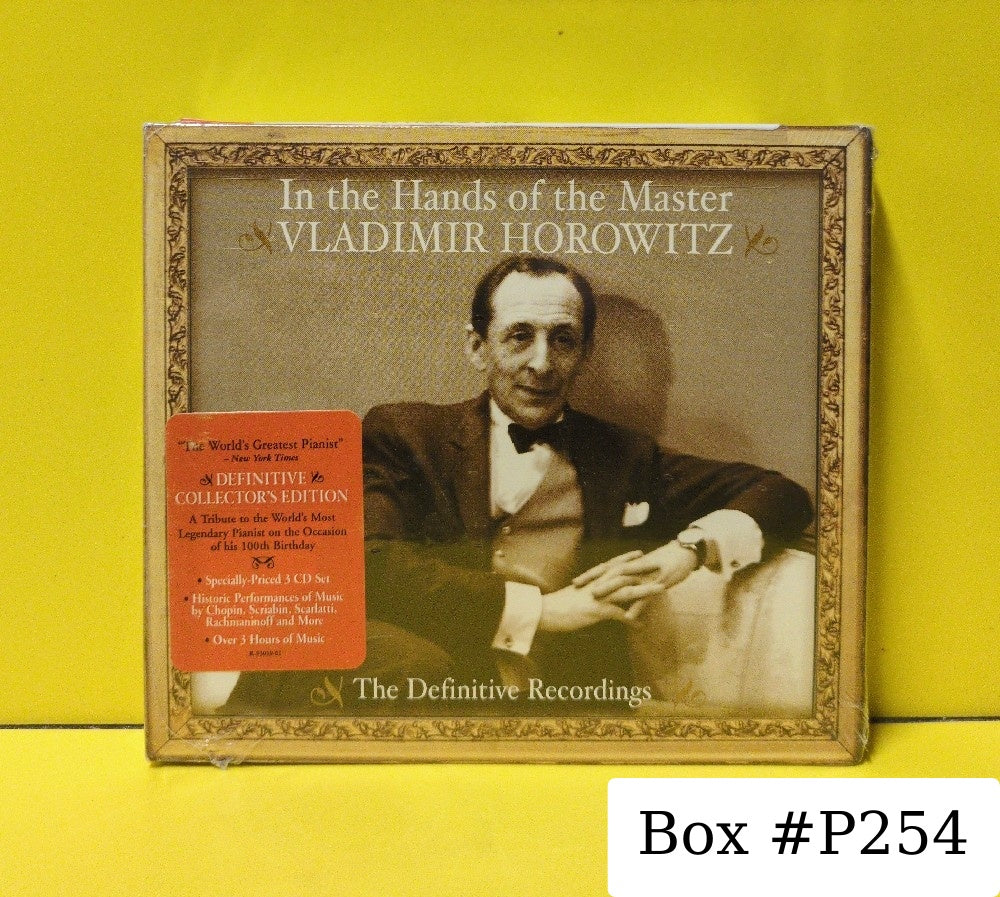 In the Hands of the Master
VLADIMIR HOROWITZ
"The World's Greatest Pianist"
– New York Times
DEFINITIVE
COLLECTOR'S EDITION
A Tribute to the World's Most
Legendary Pianist on the Occasion
of his 100th Birthday
• Specially-Priced 3 CD Set
• Historic Performances of Music
by Chopin, Scriabin, Scarlatti,
Rachmaninoff and More
• Over 3 Hours of Music
The Definitive Recordings
Box #P254